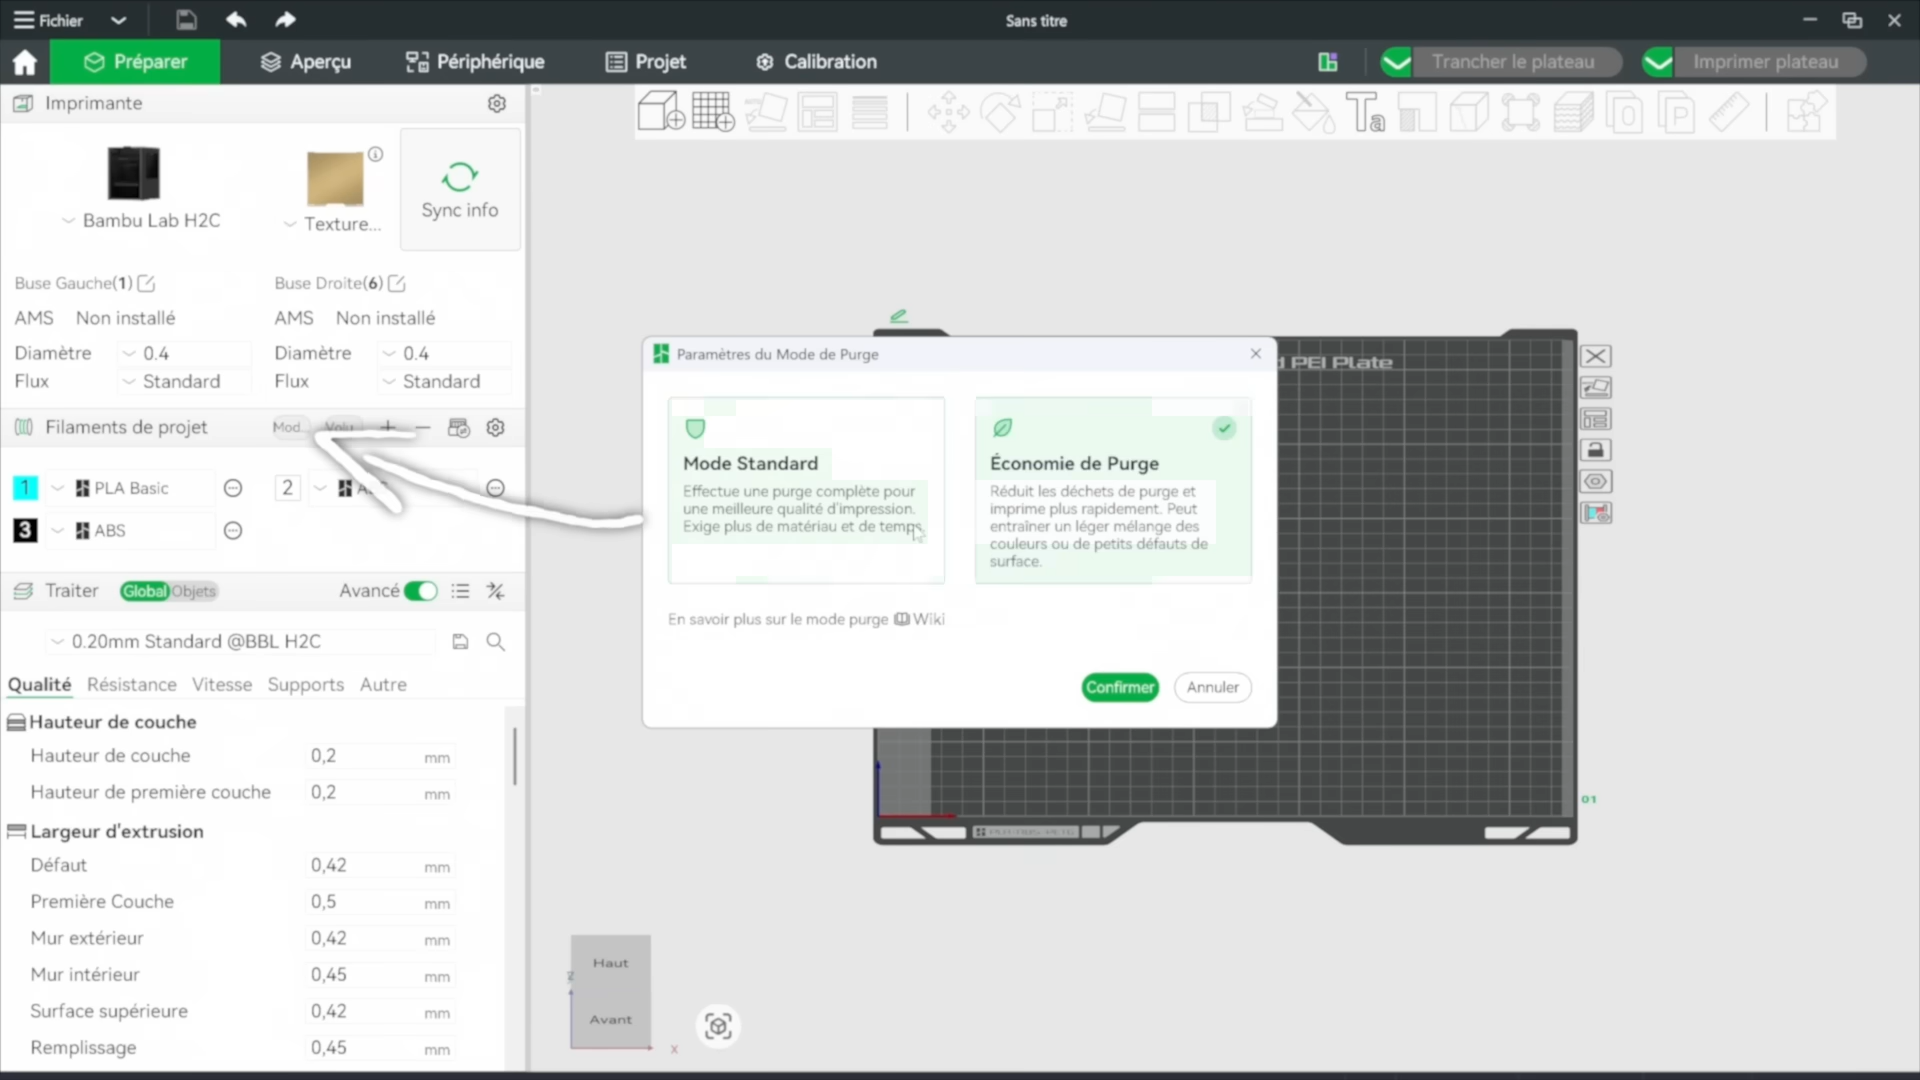 Fichier
Sans titre
Préparer
Aperçu
Périphérique
Projet
Calibration
Trancher le plateau
Imprimer plateau
Imprimante
Bambu Lab H2C
Texture...
Sync info
Buse Gauche(1)
Buse Droite(6)
AMS Non installé
AMS Non installé
Diamètre 0.4
Diamètre 0.4
Flux Standard
Flux Standard
Filaments de projet
Mod...
1 PLA Basic
2
3 ABS
Traiter
Global Objets
Avancé
0.20mm Standard @BBL H2C
Qualité Résistance Vitesse Supports Autre
Hauteur de couche
Hauteur de couche 0,2 mm
Hauteur de première couche 0,2 mm
Largeur d'extrusion
Défaut 0,42 mm
Première Couche 0,5 mm
Mur extérieur 0,42 mm
Mur intérieur 0,45 mm
Surface supérieure 0,42 mm
Remplissage 0,45 mm
Paramètres du Mode de Purge
Mode Standard
Effectue une purge complète pour
une meilleure qualité d'impression.
Exige plus de matériau et de temps.
Économie de Purge
Réduit les déchets de purge et
imprime plus rapidement. Peut
entraîner un léger mélange des
couleurs ou de petits défauts de
surface.
En savoir plus sur le mode purge Wiki
Confirmer
Annuler
PEI Plate
01
Haut
Avant
Z
X